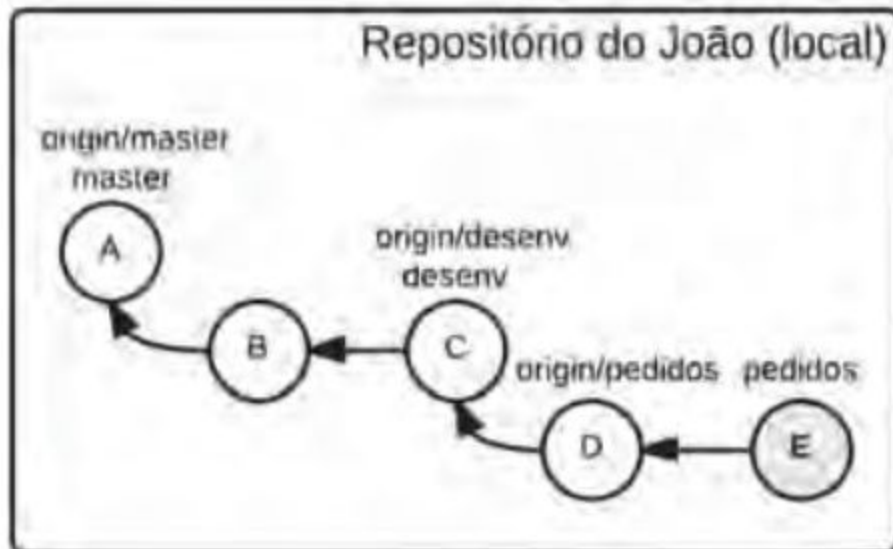 Repositório do João (local)
origin/master
master
A
origin/desenv
desenv
B
C
origin/pedidos pedidos
D
E